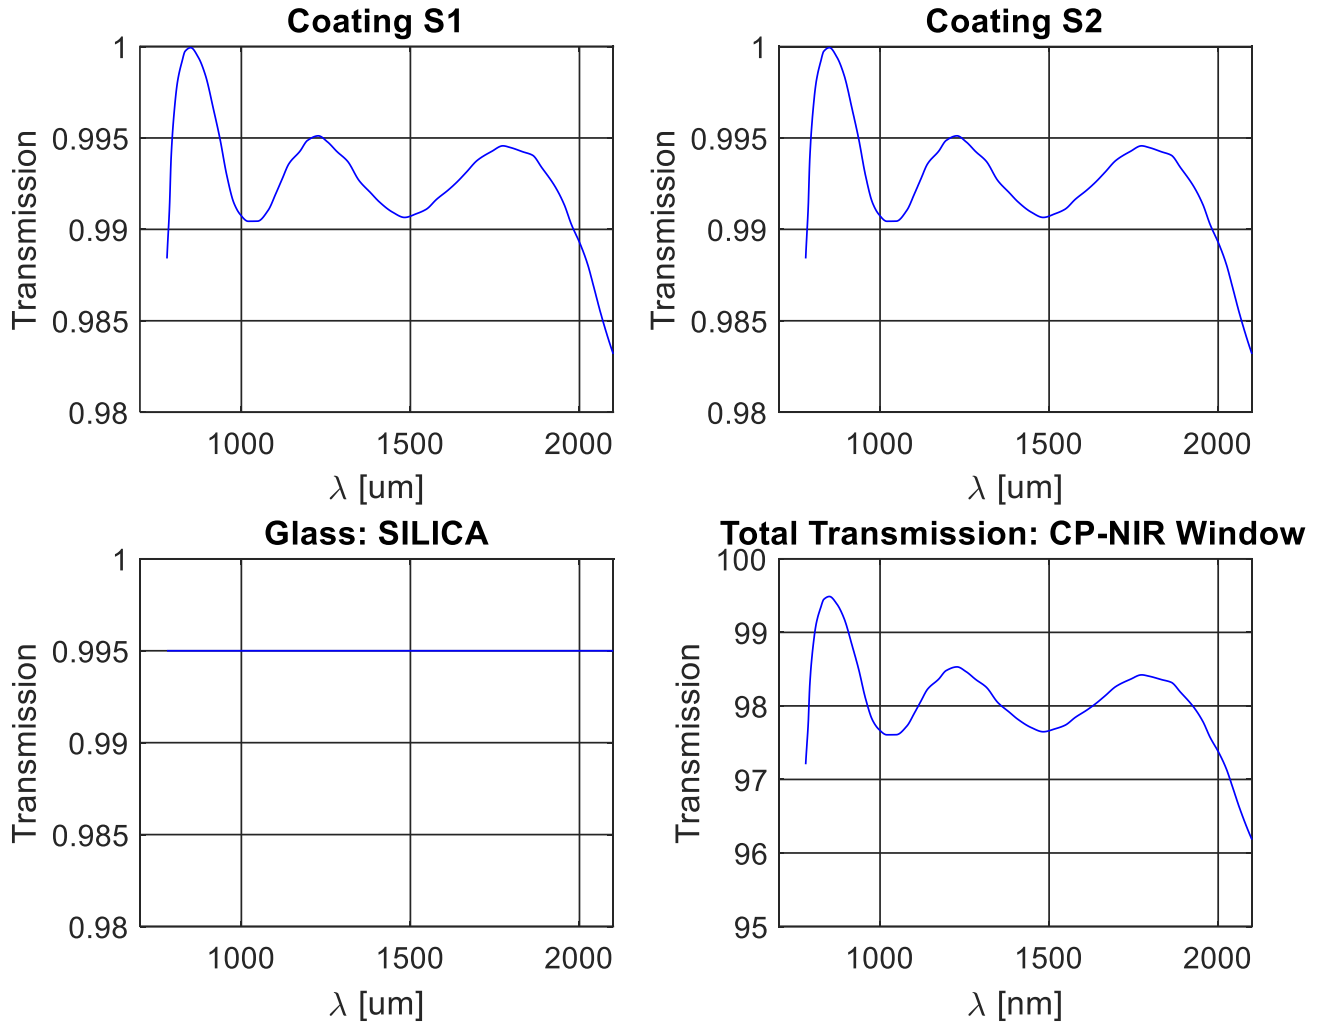 Coating S1
Transmission
1
0.995
0.99
0.985
0.98
1000 1500 2000
λ [um]
Coating S2
Transmission
1
0.995
0.99
0.985
0.98
1000 1500 2000
λ [um]
Glass: SILICA
Transmission
1
0.995
0.99
0.985
0.98
1000 1500 2000
λ [um]
Total Transmission: CP-NIR Window
Transmission
100
99
98
97
96
95
1000 1500 2000
λ [nm]